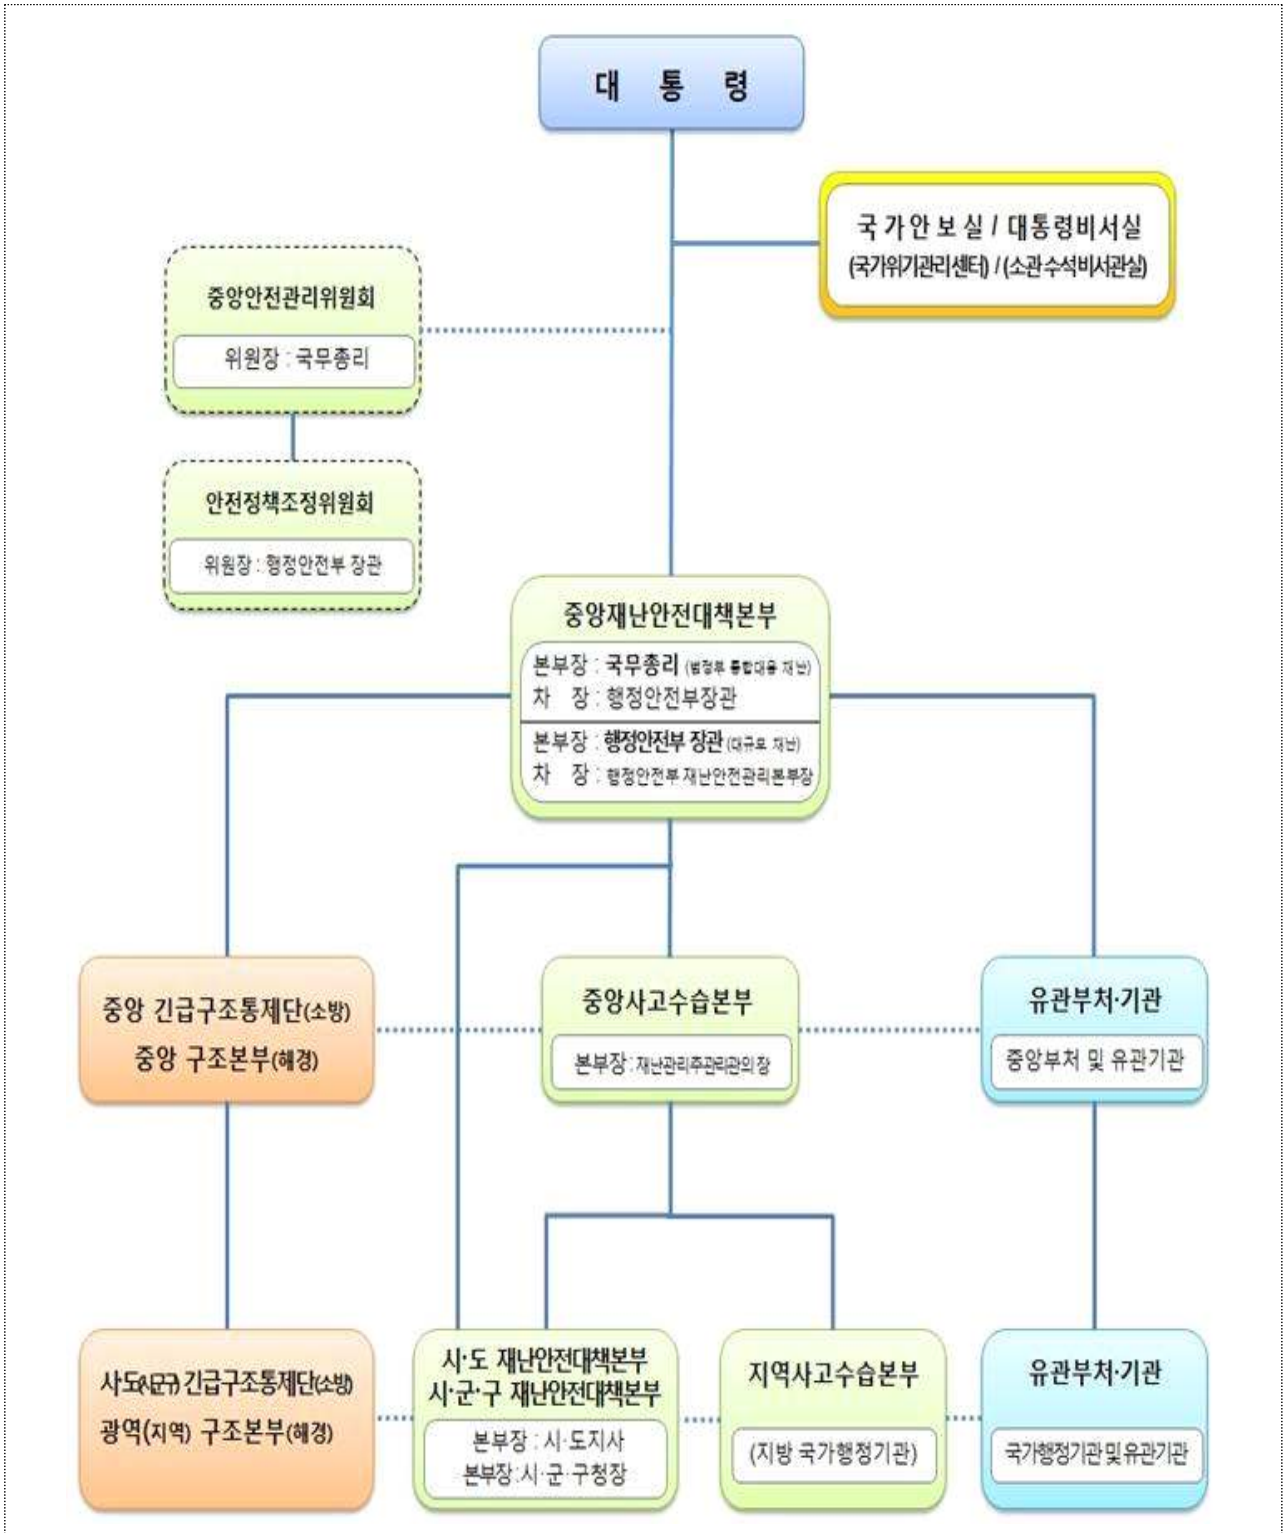 대 통 령
국가안보실 / 대통령비서실
(국가위기관리센터) / (소관 수석비서관실)
중앙안전관리위원회
위원장 : 국무총리
안전정책조정위원회
위원장 : 행정안전부 장관
중앙재난안전대책본부
본부장 : 국무총리 (범정부 통합대응 재난)
차 장 : 행정안전부장관
본부장 : 행정안전부 장관 (대규모 재난)
차 장 : 행정안전부 재난안전관리본부장
중앙 긴급구조통제단(소방)
중앙 구조본부(해경)
중앙사고수습본부
본부장 : 재난관리주관리관의 장
유관부처·기관
중앙부처 및 유관기관
긴급구조통제단(소방)
광역(지역) 구조본부(해경)
시·도 재난안전대책본부
시·군·구 재난안전대책본부
본부장 : 시·도지사
본부장:시·군·구청장
지역사고수습본부
(지방 국가행정기관)
유관부처·기관
국가행정기관 및 유관기관